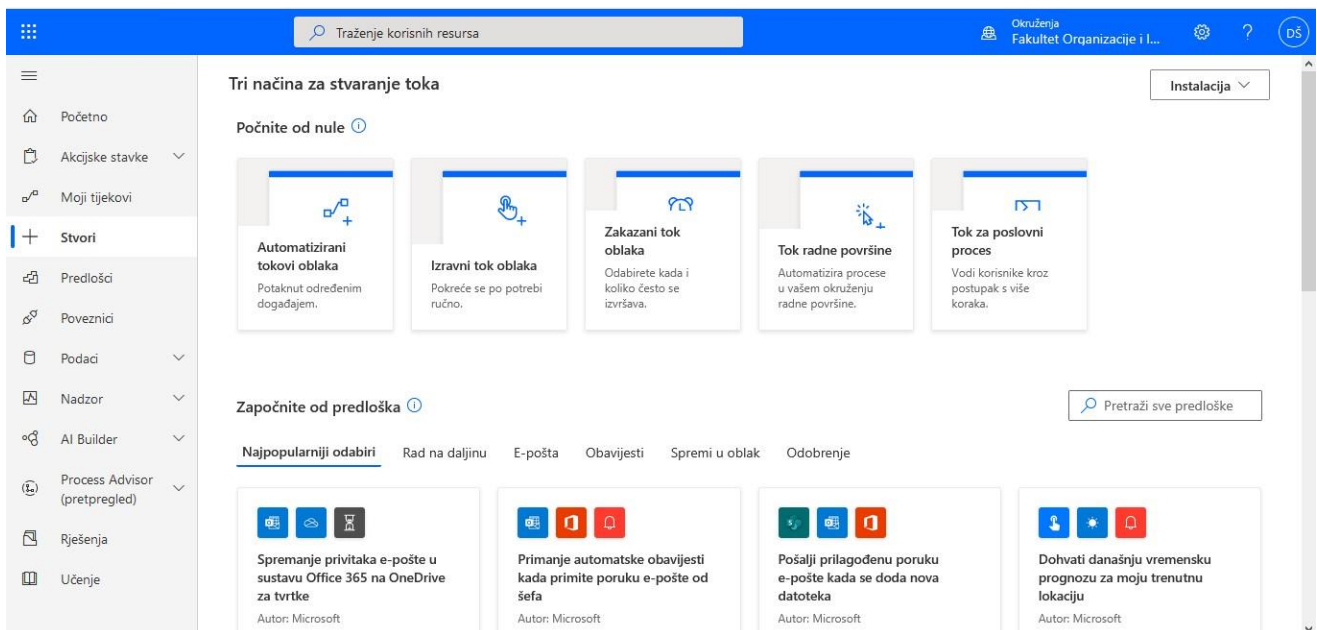 Traženje korisnih resursa
Okruženja
Fakultet Organizacije i I...
?
DŠ
Početno
Akcijske stavke
Moji tijekovi
Stvori
Predlošci
Poveznici
Podaci
Nadzor
AI Builder
Process Advisor
(pretpregled)
Rješenja
Učenje
Tri načina za stvaranje toka
Instalacija
Počnite od nule
Automatizirani
tokovi oblaka
Potaknut određenim
događajem.
Izravni tok oblaka
Pokreće se po potrebi
ručno.
Zakazani tok
oblaka
Odabirete kada i
koliko često se
izvršava.
Tok radne površine
Automatizira procese
u vašem okruženju
radne površine.
Tok za poslovni
proces
Vodi korisnike kroz
postupak s više
koraka.
Započnite od predloška
Pretraži sve predloške
Najpopularniji odabiri
Rad na daljinu
E-pošta
Obavijesti
Spremi u oblak
Odobrenje
Spremanje privitaka e-pošte u
sustavu Office 365 na OneDrive
za tvrtke
Autor: Microsoft
Primanje automatske obavijesti
kada primite poruku e-pošte od
šefa
Autor: Microsoft
Pošalji prilagođenu poruku
e-pošte kada se doda nova
datoteka
Autor: Microsoft
Dohvati današnju vremensku
prognozu za moju trenutnu
lokaciju
Autor: Microsoft